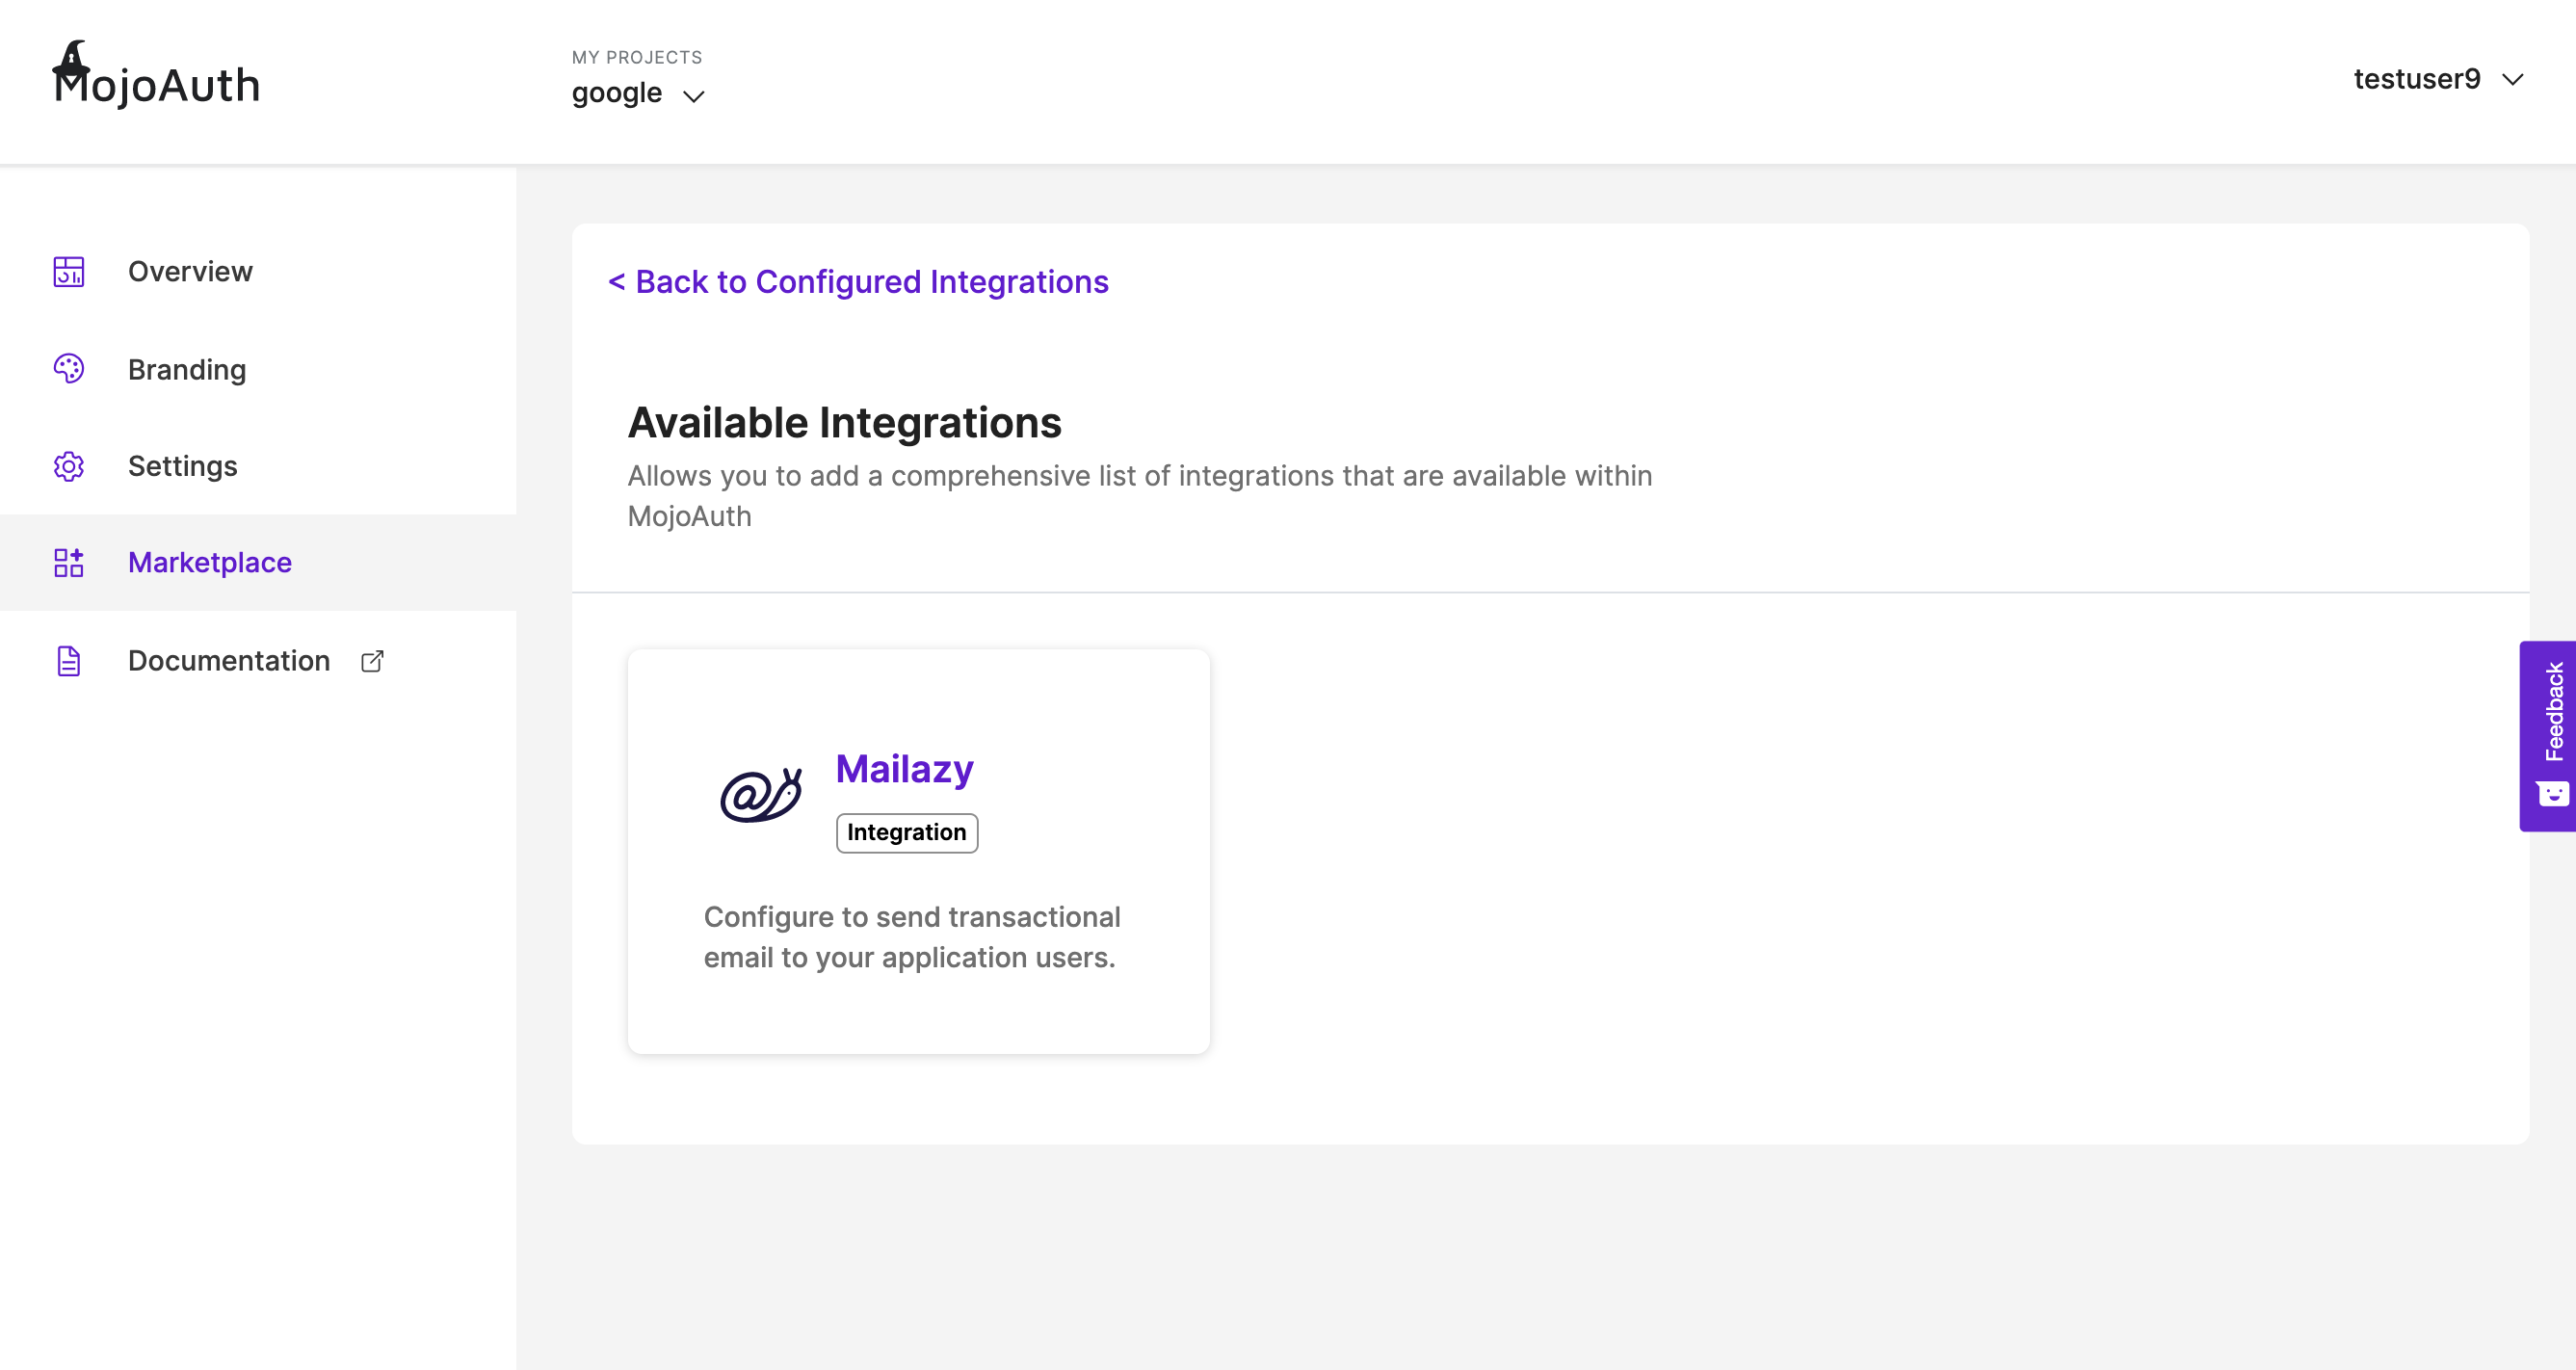 MojoAuth
MY PROJECTS
google
testuser9
Overview
Branding
Settings
Marketplace
Documentation
< Back to Configured Integrations
Available Integrations
Allows you to add a comprehensive list of integrations that are available within
MojoAuth
Mailazy
Integration
Configure to send transactional
email to your application users.
Feedback